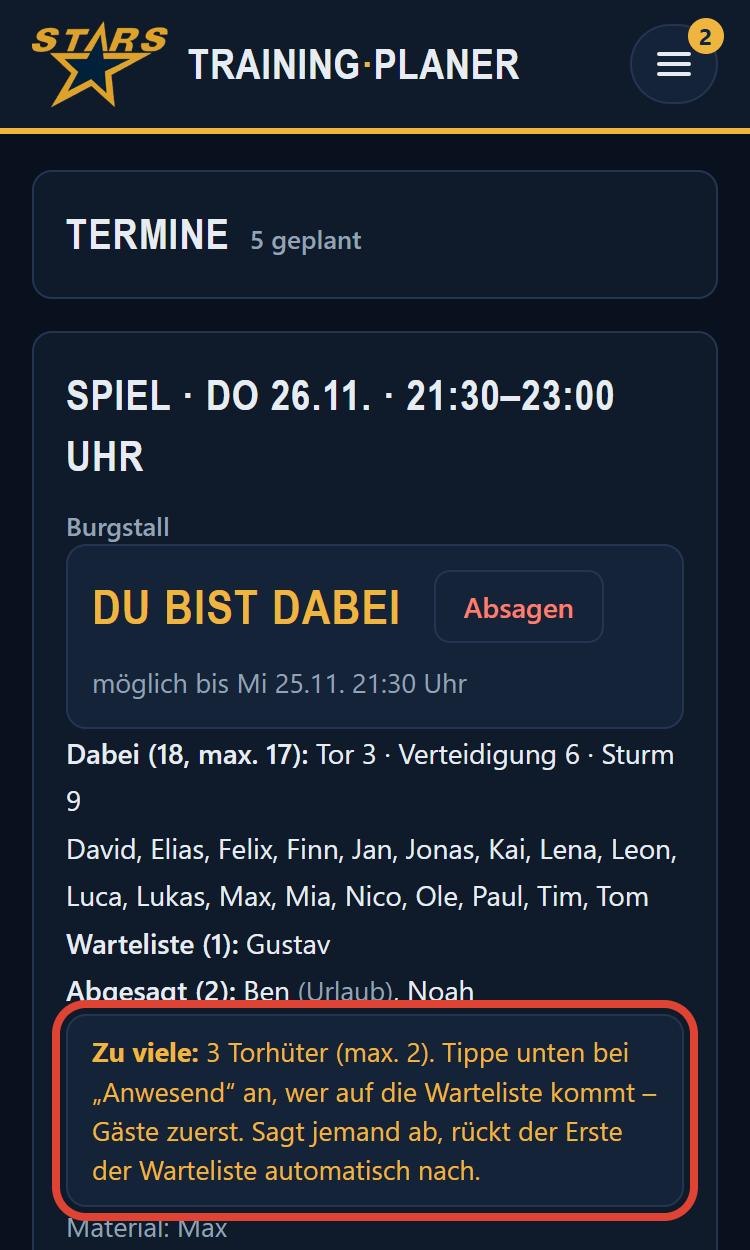 STARS
TRAINING·PLANER
2
TERMINE 5 geplant
SPIEL · DO 26.11. · 21:30–23:00
UHR
Burgstall
DU BIST DABEI Absagen
möglich bis Mi 25.11. 21:30 Uhr
Dabei (18, max. 17): Tor 3 · Verteidigung 6 · Sturm
9
David, Elias, Felix, Finn, Jan, Jonas, Kai, Lena, Leon,
Luca, Lukas, Max, Mia, Nico, Ole, Paul, Tim, Tom
Warteliste (1): Gustav
Abgesagt (2): Ben (Urlaub), Noah
Zu viele: 3 Torhüter (max. 2). Tippe unten bei
„Anwesend“ an, wer auf die Warteliste kommt –
Gäste zuerst. Sagt jemand ab, rückt der Erste
der Warteliste automatisch nach.
Material: Max